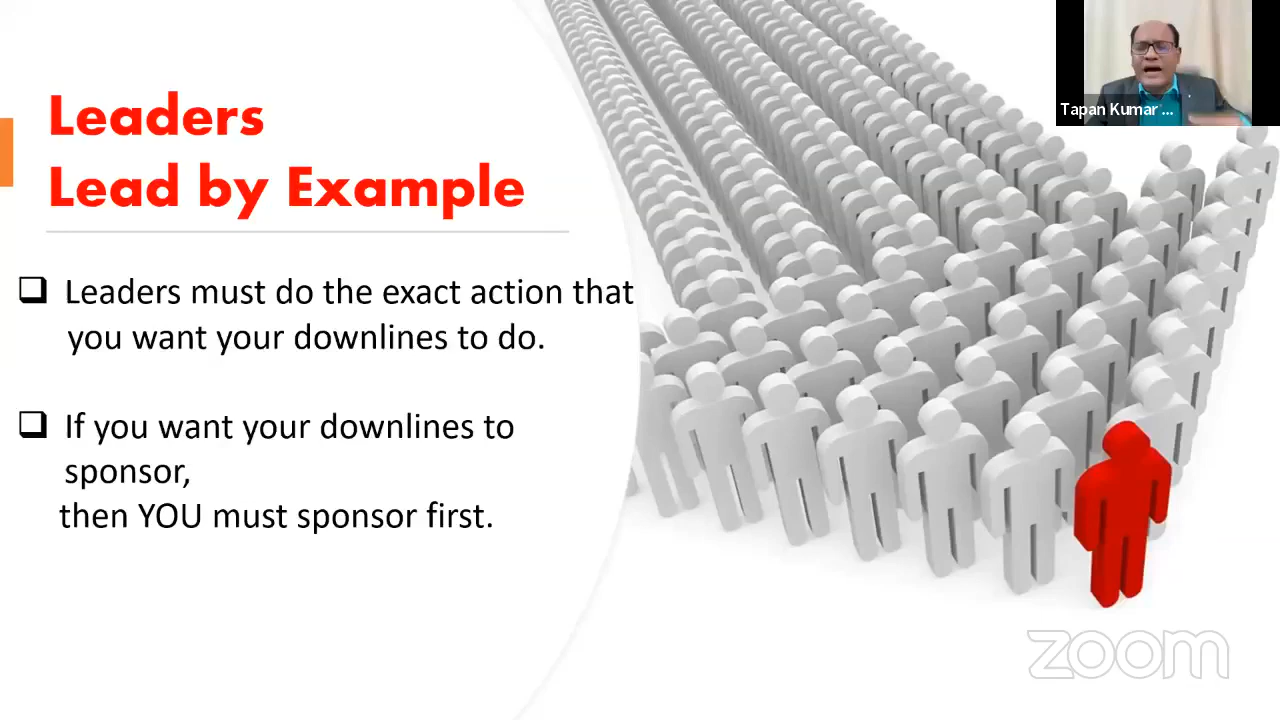 Leaders
Lead by Example
Leaders must do the exact action that
you want your downlines to do.
If you want your downlines to
sponsor,
then YOU must sponsor first.
Tapan Kumar ...
zoom